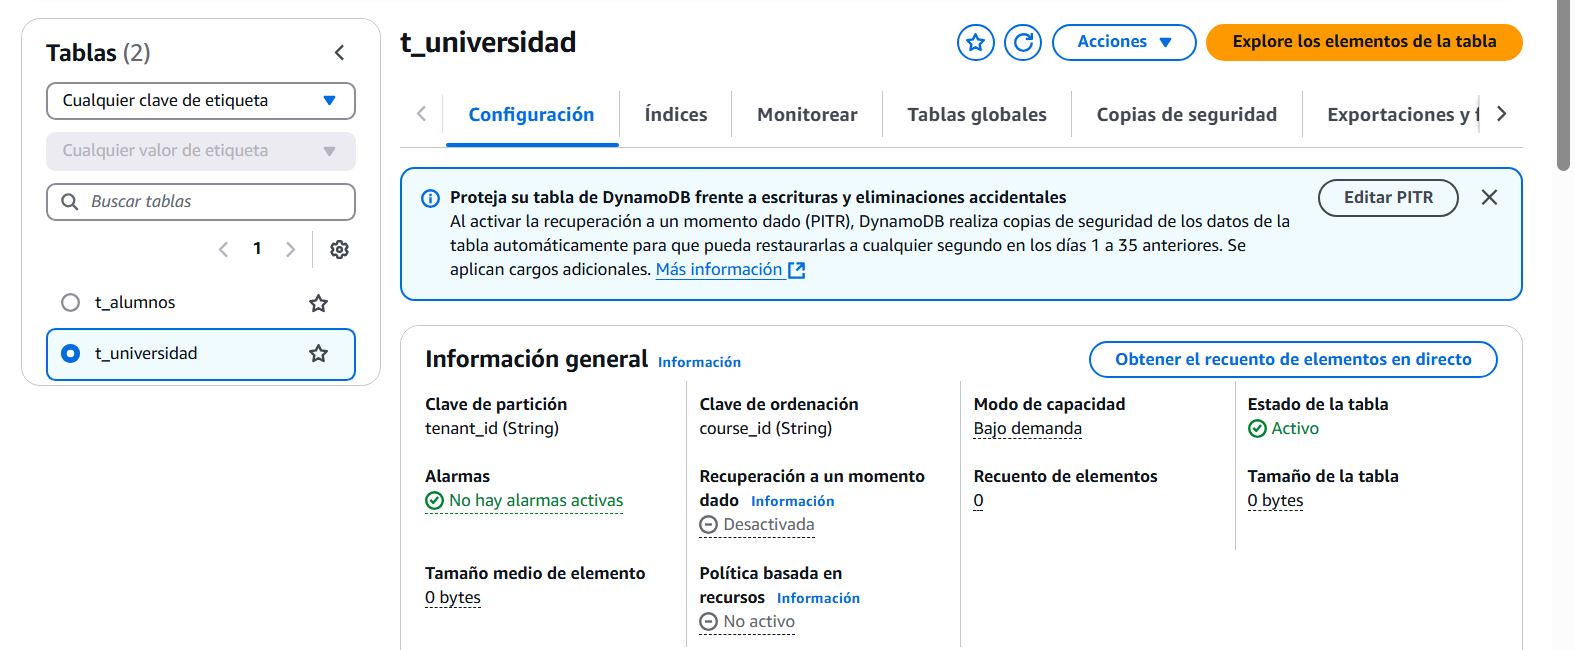 Tablas (2)
Cualquier clave de etiqueta
Cualquier valor de etiqueta
Buscar tablas
1
t_alumnos
t_universidad
t_universidad
Acciones
Explore los elementos de la tabla
Configuración
Índices
Monitorear
Tablas globales
Copias de seguridad
Exportaciones y
Proteja su tabla de DynamoDB frente a escrituras y eliminaciones accidentales
Al activar la recuperación a un momento dado (PITR), DynamoDB realiza copias de seguridad de los datos de la
tabla automáticamente para que pueda restaurarlas a cualquier segundo en los días 1 a 35 anteriores. Se
aplican cargos adicionales. Más información
Editar PITR
Información general Información
Obtener el recuento de elementos en directo
Clave de partición
tenant_id (String)
Clave de ordenación
course_id (String)
Modo de capacidad
Bajo demanda
Estado de la tabla
Activo
Alarmas
No hay alarmas activas
Recuperación a un momento
dado Información
Desactivada
Recuento de elementos
0
Tamaño de la tabla
0 bytes
Tamaño medio de elemento
0 bytes
Política basada en
recursos Información
No activo